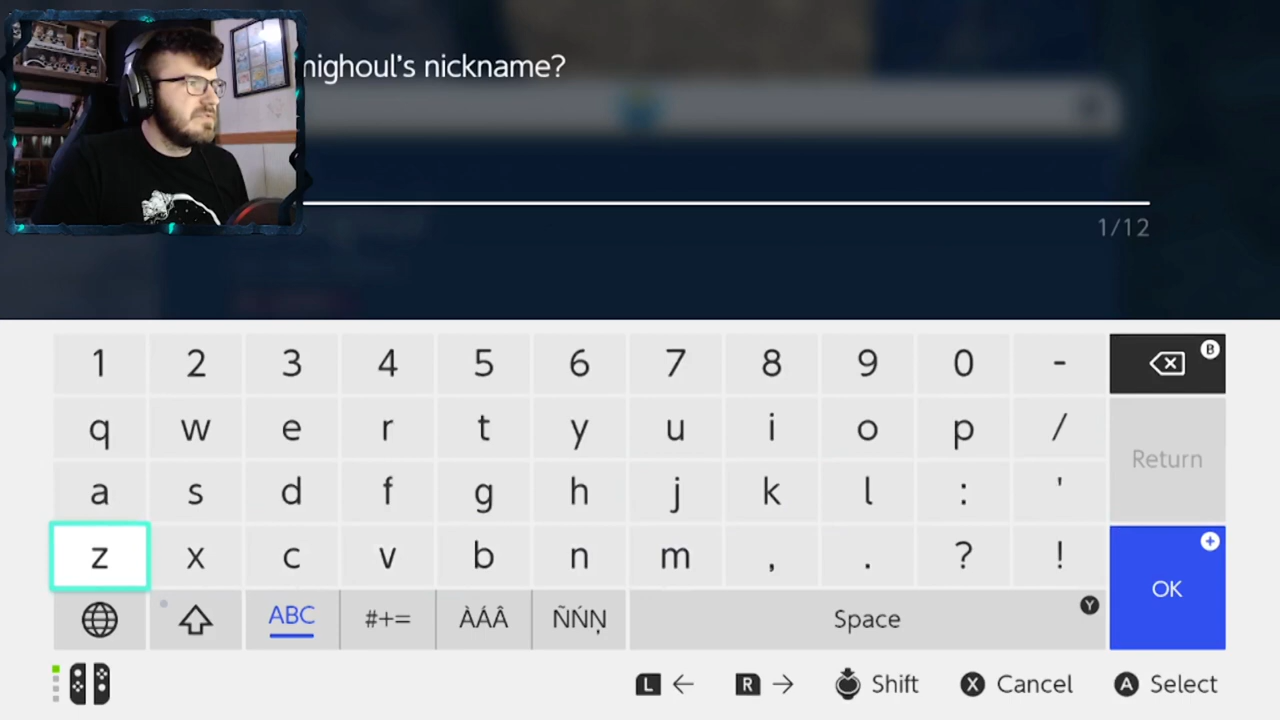 mighoul's nickname?
1/12
1 2 3 4 5 6 7 8 9 0 - B
q w e r t y u i o p / Return
a s d f g h j k l : '
z x c v b n m , . ? ! + OK
ABC #+= ÀÁÂ ÑŃŅ Space Y
L ← R → Shift X Cancel A Select